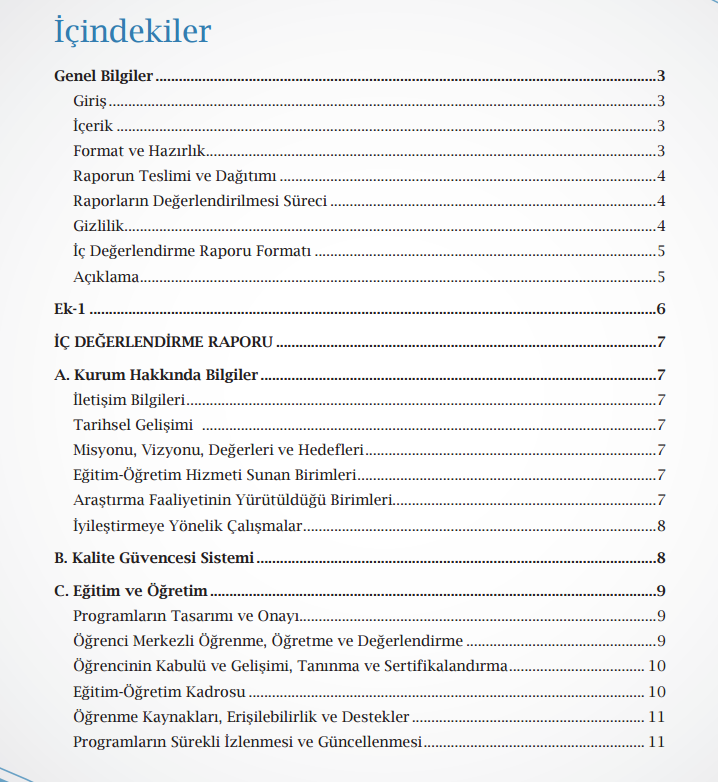 İçindekiler
Genel Bilgiler ........................................ 3
Giriş ........................................ 3
İçerik ........................................ 3
Format ve Hazırlık ........................................ 3
Raporun Teslimi ve Dağıtımı ........................................ 4
Raporların Değerlendirilmesi Süreci ........................................ 4
Gizlilik ........................................ 4
İç Değerlendirme Raporu Formatı ........................................ 5
Açıklama ........................................ 5
Ek-1 ........................................ 6
İÇ DEĞERLENDİRME RAPORU ........................................ 7
A. Kurum Hakkında Bilgiler ........................................ 7
İletişim Bilgileri ........................................ 7
Tarihsel Gelişimi ........................................ 7
Misyonu, Vizyonu, Değerleri ve Hedefleri ........................................ 7
Eğitim-Öğretim Hizmeti Sunan Birimleri ........................................ 7
Araştırma Faaliyetinin Yürütüldüğü Birimleri ........................................ 7
İyileştirmeye Yönelik Çalışmalar ........................................ 8
B. Kalite Güvencesi Sistemi ........................................ 8
C. Eğitim ve Öğretim ........................................ 9
Programların Tasarımı ve Onayı ........................................ 9
Öğrenci Merkezli Öğrenme, Öğretme ve Değerlendirme ........................................ 9
Öğrencinin Kabulü ve Gelişimi, Tanınma ve Sertifikalandırma ........................................ 10
Eğitim-Öğretim Kadrosu ........................................ 10
Öğrenme Kaynakları, Erişilebilirlik ve Destekler ........................................ 11
Programların Sürekli İzlenmesi ve Güncellenmesi ........................................ 11